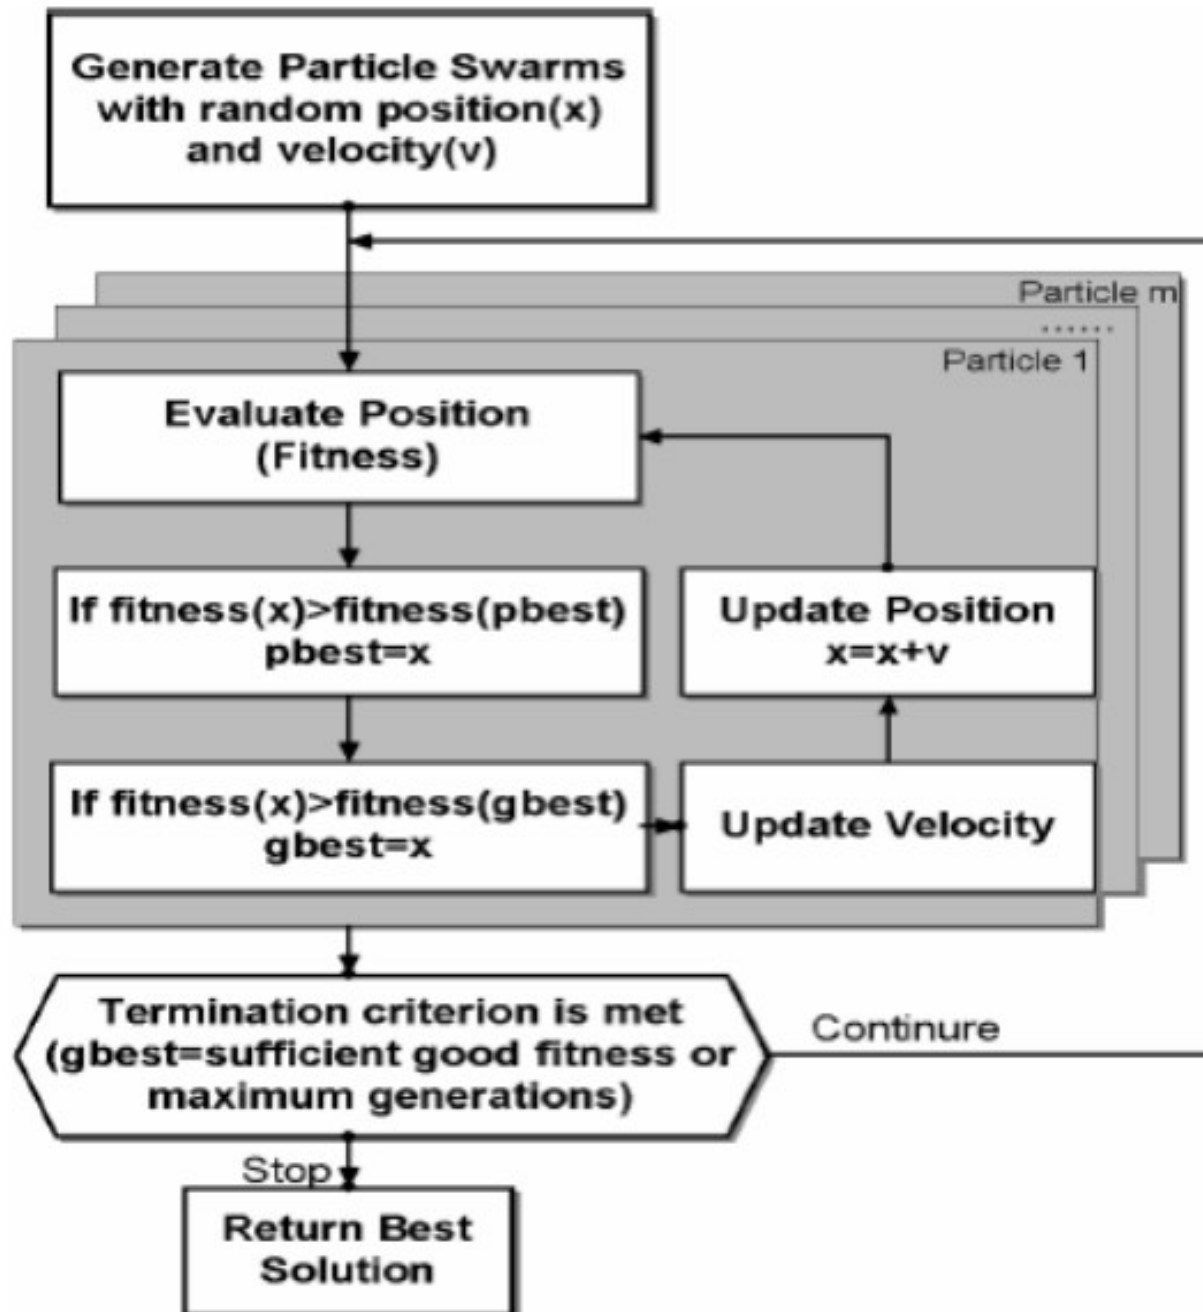 Generate Particle Swarms
with random position(x)
and velocity(v)
Particle m
......
Particle 1
Evaluate Position
(Fitness)
If fitness(x)>fitness(pbest)
pbest=x
Update Position
x=x+v
If fitness(x)>fitness(gbest)
gbest=x
Update Velocity
Termination criterion is met
(gbest=sufficient good fitness or
maximum generations)
Continure
Stop
Return Best
Solution